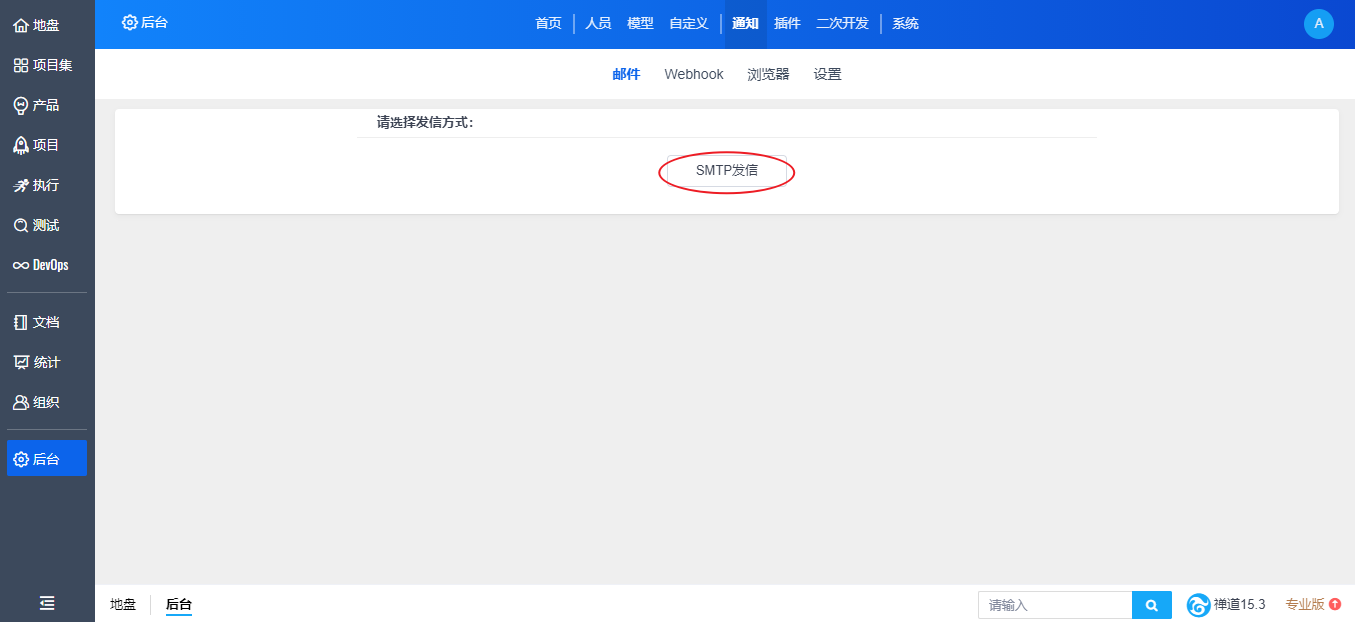 地盘
项目集
产品
项目
执行
测试
DevOps
文档
统计
组织
后台
后台
首页 人员 模型 自定义 通知 插件 二次开发 系统
A
邮件 Webhook 浏览器 设置
请选择发信方式：
SMTP发信
地盘 后台
请输入
禅道15.3
专业版